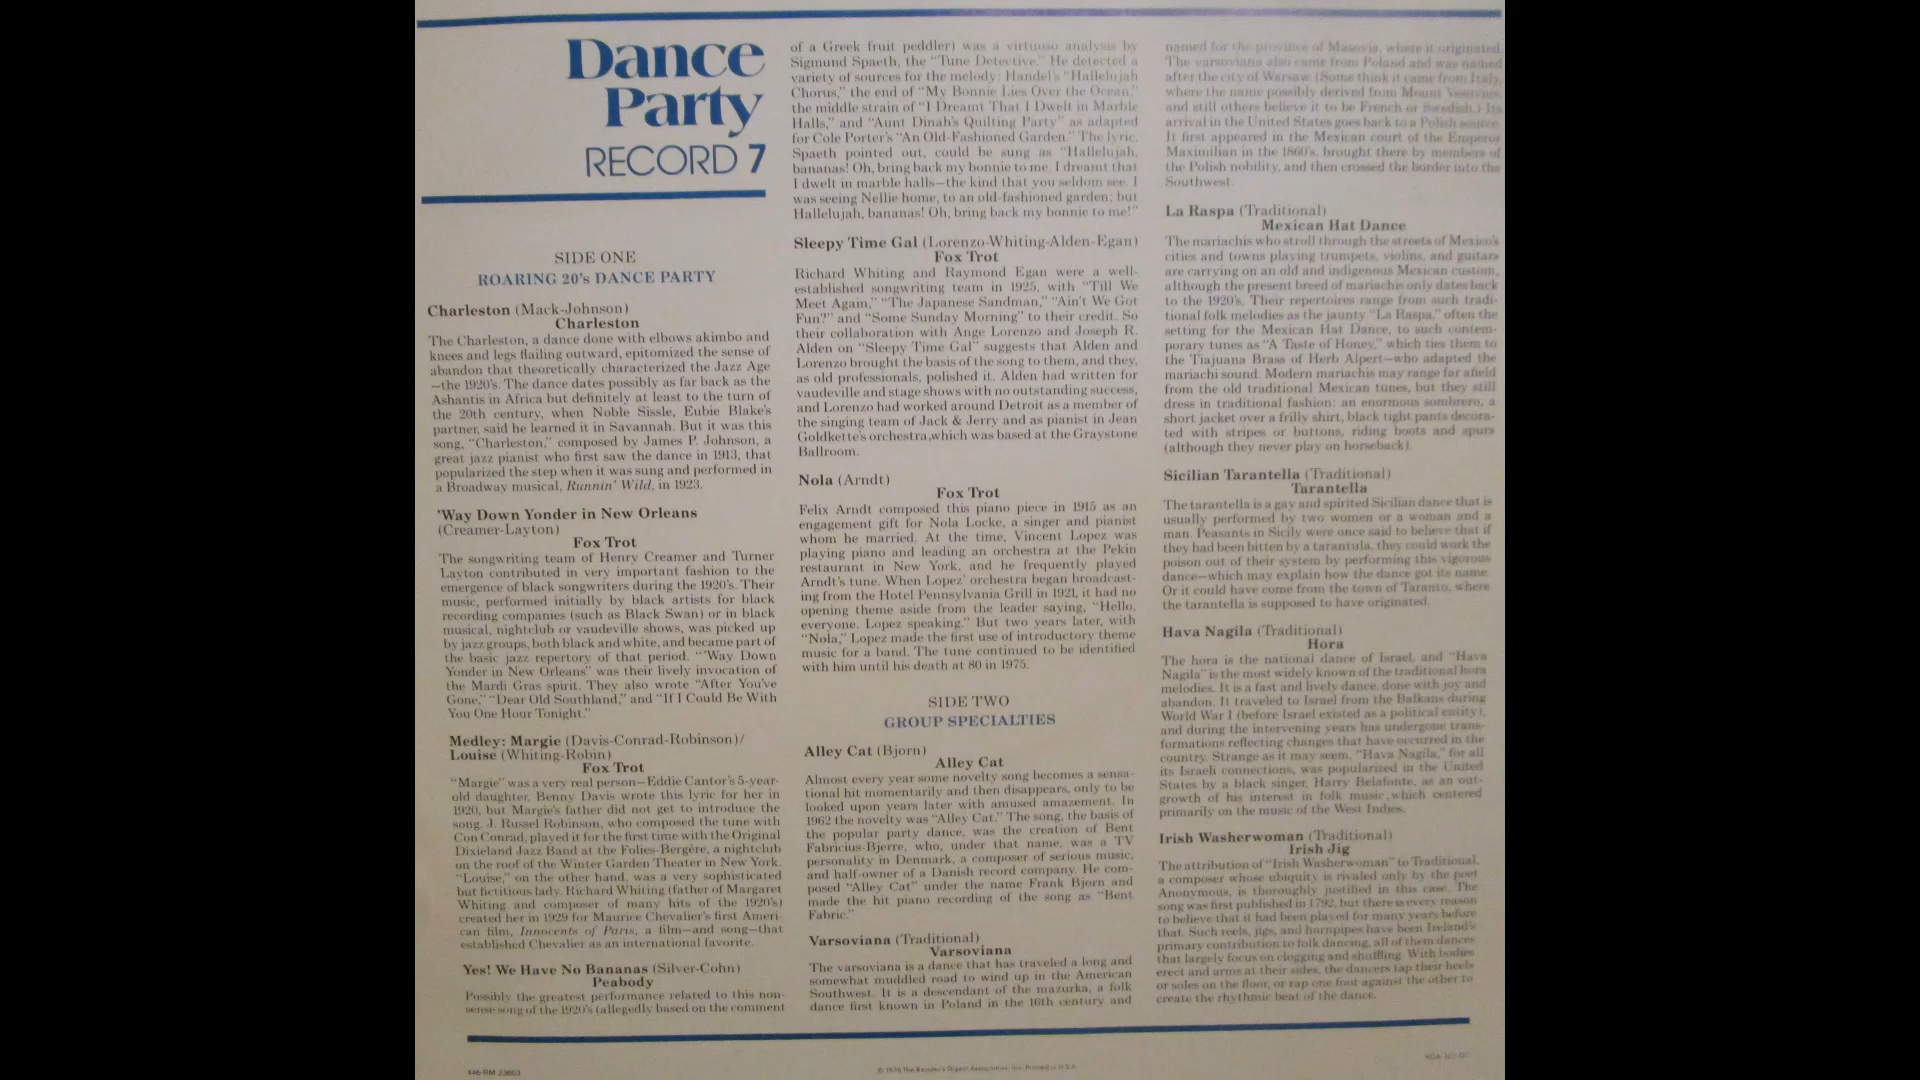 Dance
Party
RECORD 7
SIDE ONE
ROARING 20's DANCE PARTY
Charleston (Mack-Johnson)
Charleston
The Charleston, a dance done with elbows akimbo and
knees and legs flailing outward, epitomized the sense of
abandon that theoretically characterized the Jazz Age
—the 1920's. The dance dates possibly as far back as the
Ashantis in Africa but definitely at least to the turn of
the 20th century, when Noble Sissle, Eubie Blake's
partner, said he learned it in Savannah. But it was this
song, "Charleston," composed by James P. Johnson, a
great jazz pianist who first saw the dance in 1913, that
popularized the step when it was sung and performed in
a Broadway musical, Runnin' Wild, in 1923.
'Way Down Yonder in New Orleans
(Creamer-Layton)
Fox Trot
The songwriting team of Henry Creamer and Turner
Layton contributed in very important fashion to the
emergence of black songwriters during the 1920's. Their
music, performed initially by black artists for black
recording companies (such as Black Swan) or in black
musical, nightclub or vaudeville shows, was picked up
by jazz groups, both black and white, and became part of
the basic jazz repertory of that period. "'Way Down
Yonder in New Orleans" was their lively invocation of
the Mardi Gras spirit. They also wrote "After You've
Gone," "Dear Old Southland," and "If I Could Be With
You One Hour Tonight."
Medley: Margie (Davis-Conrad-Robinson)/
Louise (Whiting-Robin)
Fox Trot
"Margie" was a very real person—Eddie Cantor's 5-year-
old daughter. Benny Davis wrote this lyric for her in
1920, but Margie's father did not get to introduce the
song. J. Russel Robinson, who composed the tune with
Con Conrad, played it for the first time with the Original
Dixieland Jazz Band at the Folies-Bergère, a nightclub
on the roof of the Winter Garden Theater in New York.
"Louise," on the other hand, was a very sophisticated
but fictitious lady. Richard Whiting (father of Margaret
Whiting and composer of many hits of the 1920's)
created her in 1929 for Maurice Chevalier's first Ameri-
can film, Innocents of Paris, a film—and song—that
established Chevalier as an international favorite.
Yes! We Have No Bananas (Silver-Cohn)
Peabody
Possibly the greatest performance related to this non-
sense song of the 1920's (allegedly based on the comment
of a Greek fruit peddler) was a virtuoso analysis by
Sigmund Spaeth, the "Tune Detective." He detected a
variety of sources for the melody: Handel's "Hallelujah
Chorus," the end of "My Bonnie Lies Over the Ocean,"
the middle strain of "I Dreamt That I Dwelt in Marble
Halls," and "Aunt Dinah's Quilting Party" as adapted
for Cole Porter's "An Old-Fashioned Garden." The lyric,
Spaeth pointed out, could be sung as "Hallelujah,
bananas! Oh, bring back my bonnie to me. I dreamt that
I dwelt in marble halls—the kind that you seldom see. I
was seeing Nellie home, to an old-fashioned garden; but
Hallelujah, bananas! Oh, bring back my bonnie to me!"
Sleepy Time Gal (Lorenzo-Whiting-Alden-Egan)
Fox Trot
Richard Whiting and Raymond Egan were a well-
established songwriting team in 1925, with "Till We
Meet Again," "The Japanese Sandman," "Ain't We Got
Fun?" and "Some Sunday Morning" to their credit. So
their collaboration with Ange Lorenzo and Joseph R.
Alden on "Sleepy Time Gal" suggests that Alden and
Lorenzo brought the basis of the song to them, and they,
as old professionals, polished it. Alden had written for
vaudeville and stage shows with no outstanding success,
and Lorenzo had worked around Detroit as a member of
the singing team of Jack & Jerry and as pianist in Jean
Goldkette's orchestra,which was based at the Graystone
Ballroom.
Nola (Arndt)
Fox Trot
Felix Arndt composed this piano piece in 1915 as an
engagement gift for Nola Locke, a singer and pianist
whom he married. At the time, Vincent Lopez was
playing piano and leading an orchestra at the Pekin
restaurant in New York, and he frequently played
Arndt's tune. When Lopez' orchestra began broadcast-
ing from the Hotel Pennsylvania Grill in 1921, it had no
opening theme aside from the leader saying, "Hello,
everyone. Lopez speaking." But two years later, with
"Nola," Lopez made the first use of introductory theme
music for a band. The tune continued to be identified
with him until his death at 80 in 1975.
SIDE TWO
GROUP SPECIALTIES
Alley Cat (Bjorn)
Alley Cat
Almost every year some novelty song becomes a sensa-
tional hit momentarily and then disappears, only to be
looked upon years later with amused amazement. In
1962 the novelty was "Alley Cat." The song, the basis of
the popular party dance, was the creation of Bent
Fabricius-Bjerre, who, under that name, was a TV
personality in Denmark, a composer of serious music,
and half-owner of a Danish record company. He com-
posed "Alley Cat" under the name Frank Bjorn and
made the hit piano recording of the song as "Bent
Fabric."
Varsoviana (Traditional)
Varsoviana
The varsoviana is a dance that has traveled a long and
somewhat muddled road to wind up in the American
Southwest. It is a descendant of the mazurka, a folk
dance first known in Poland in the 16th century and
named for the province of Masovia, where it originated.
The varsoviana also came from Poland and was named
after the city of Warsaw. (Some think it came from Italy,
where the name possibly derived from Mount Vesuvius,
and still others believe it to be French or Swedish.) Its
arrival in the United States goes back to a Polish source.
It first appeared in the Mexican court of the Emperor
Maximilian in the 1860's, brought there by members of
the Polish nobility, and then crossed the border into the
Southwest.
La Raspa (Traditional)
Mexican Hat Dance
The mariachis who stroll through the streets of Mexico's
cities and towns playing trumpets, violins, and guitars
are carrying on an old and indigenous Mexican custom,
although the present breed of mariachis only dates back
to the 1920's. Their repertoires range from such tradi-
tional folk melodies as the jaunty "La Raspa," often the
setting for the Mexican Hat Dance, to such contem-
porary tunes as "A Taste of Honey," which ties them to
the Tiajuana Brass of Herb Alpert—who adapted the
mariachi sound. Modern mariachis may range far afield
from the old traditional Mexican tunes, but they still
dress in traditional fashion: an enormous sombrero, a
short jacket over a frilly shirt, black tight pants decora-
ted with stripes or buttons, riding boots and spurs
(although they never play on horseback).
Sicilian Tarantella (Traditional)
Tarantella
The tarantella is a gay and spirited Sicilian dance that is
usually performed by two women or a woman and a
man. Peasants in Sicily were once said to believe that if
they had been bitten by a tarantula, they could work the
poison out of their system by performing this vigorous
dance—which may explain how the dance got its name.
Or it could have come from the town of Taranto, where
the tarantella is supposed to have originated.
Hava Nagila (Traditional)
Hora
The hora is the national dance of Israel, and "Hava
Nagila" is the most widely known of the traditional hora
melodies. It is a fast and lively dance, done with joy and
abandon. It traveled to Israel from the Balkans during
World War I (before Israel existed as a political entity),
and during the intervening years has undergone trans-
formations reflecting changes that have occurred in the
country. Strange as it may seem, "Hava Nagila," for all
its Israeli connections, was popularized in the United
States by a black singer, Harry Belafonte, as an out-
growth of his interest in folk music, which centered
primarily on the music of the West Indies.
Irish Washerwoman (Traditional)
Irish Jig
The attribution of "Irish Washerwoman" to Traditional,
a composer whose ubiquity is rivaled only by the poet
Anonymous, is thoroughly justified in this case. The
song was first published in 1792, but there is every reason
to believe that it had been played for many years before
that. Such reels, jigs, and hornpipes have been Ireland's
primary contribution to folk dancing, all of them dances
that largely focus on clogging and shuffling. With bodies
erect and arms at their sides, the dancers tap their heels
or soles on the floor, or rap one foot against the other to
create the rhythmic beat of the dance.
446-RM 23603
© 1978 The Reader's Digest Association, Inc. Printed in U.S.A.